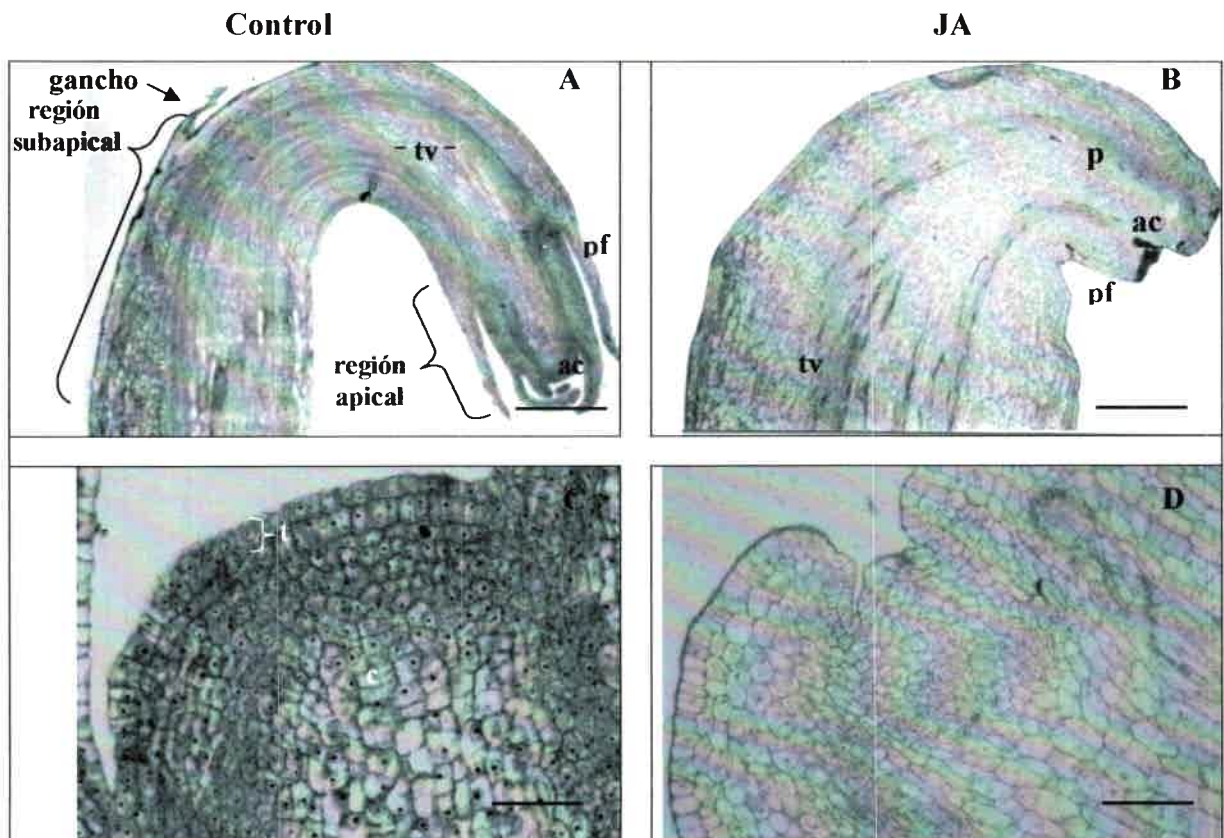 Control
JA
A
gancho
región
subapical
- tv -
pf
región
apical
ac
B
p
ac
pf
tv
C
t
c
D